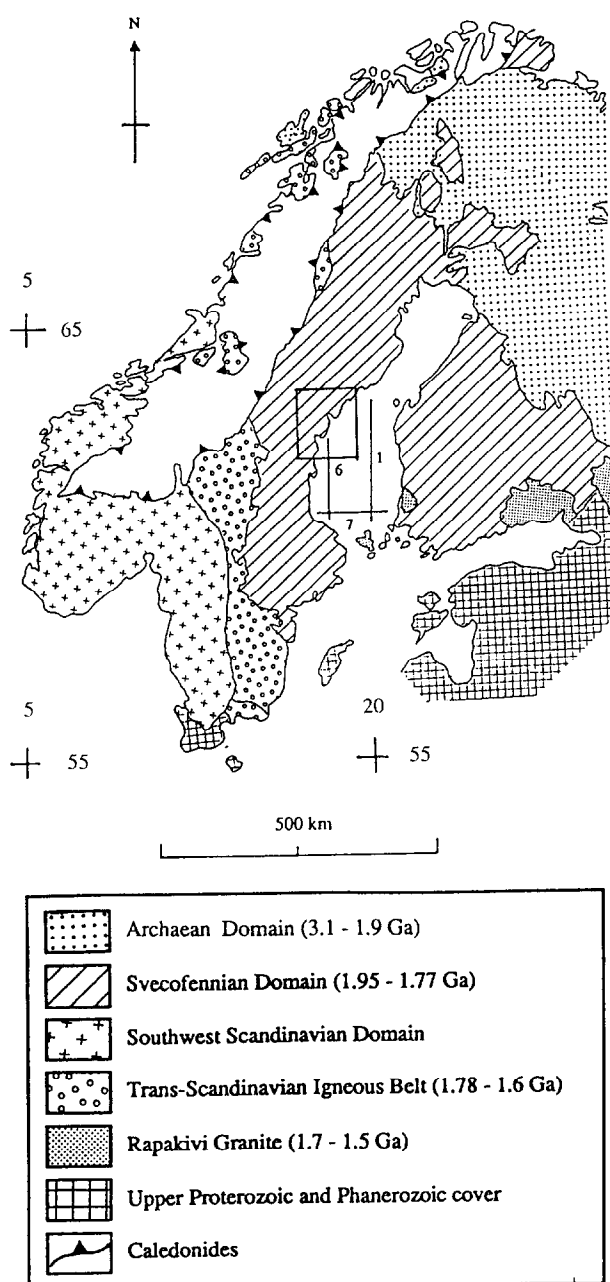 N
5
65
1
6
7
5
20
55
55
500 km
Archaean Domain (3.1 - 1.9 Ga)
Svecofennian Domain (1.95 - 1.77 Ga)
Southwest Scandinavian Domain
Trans-Scandinavian Igneous Belt (1.78 - 1.6 Ga)
Rapakivi Granite (1.7 - 1.5 Ga)
Upper Proterozoic and Phanerozoic cover
Caledonides